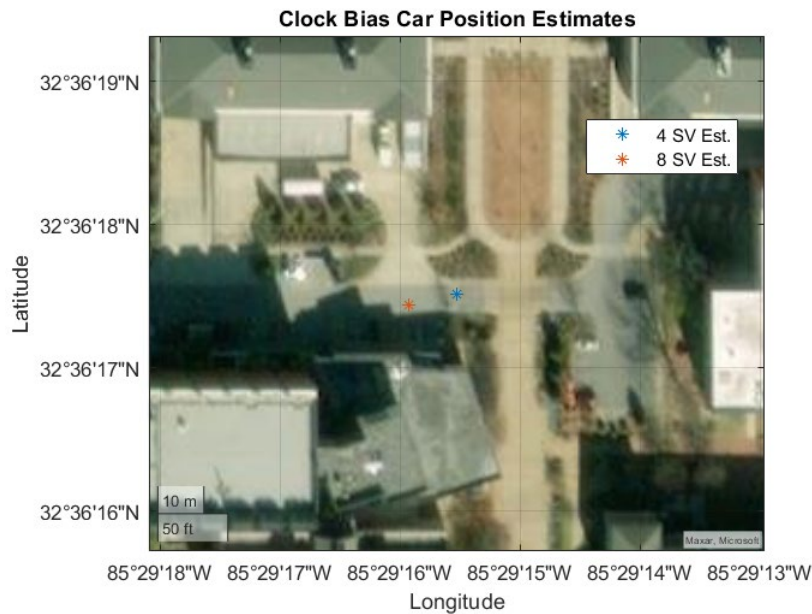 Clock Bias Car Position Estimates
32°36'19"N
4 SV Est.
8 SV Est.
32°36'18"N
Latitude
32°36'17"N
32°36'16"N
10 m
50 ft
Maxar, Microsoft
85°29'18"W 85°29'17"W 85°29'16"W 85°29'15"W 85°29'14"W 85°29'13"W
Longitude